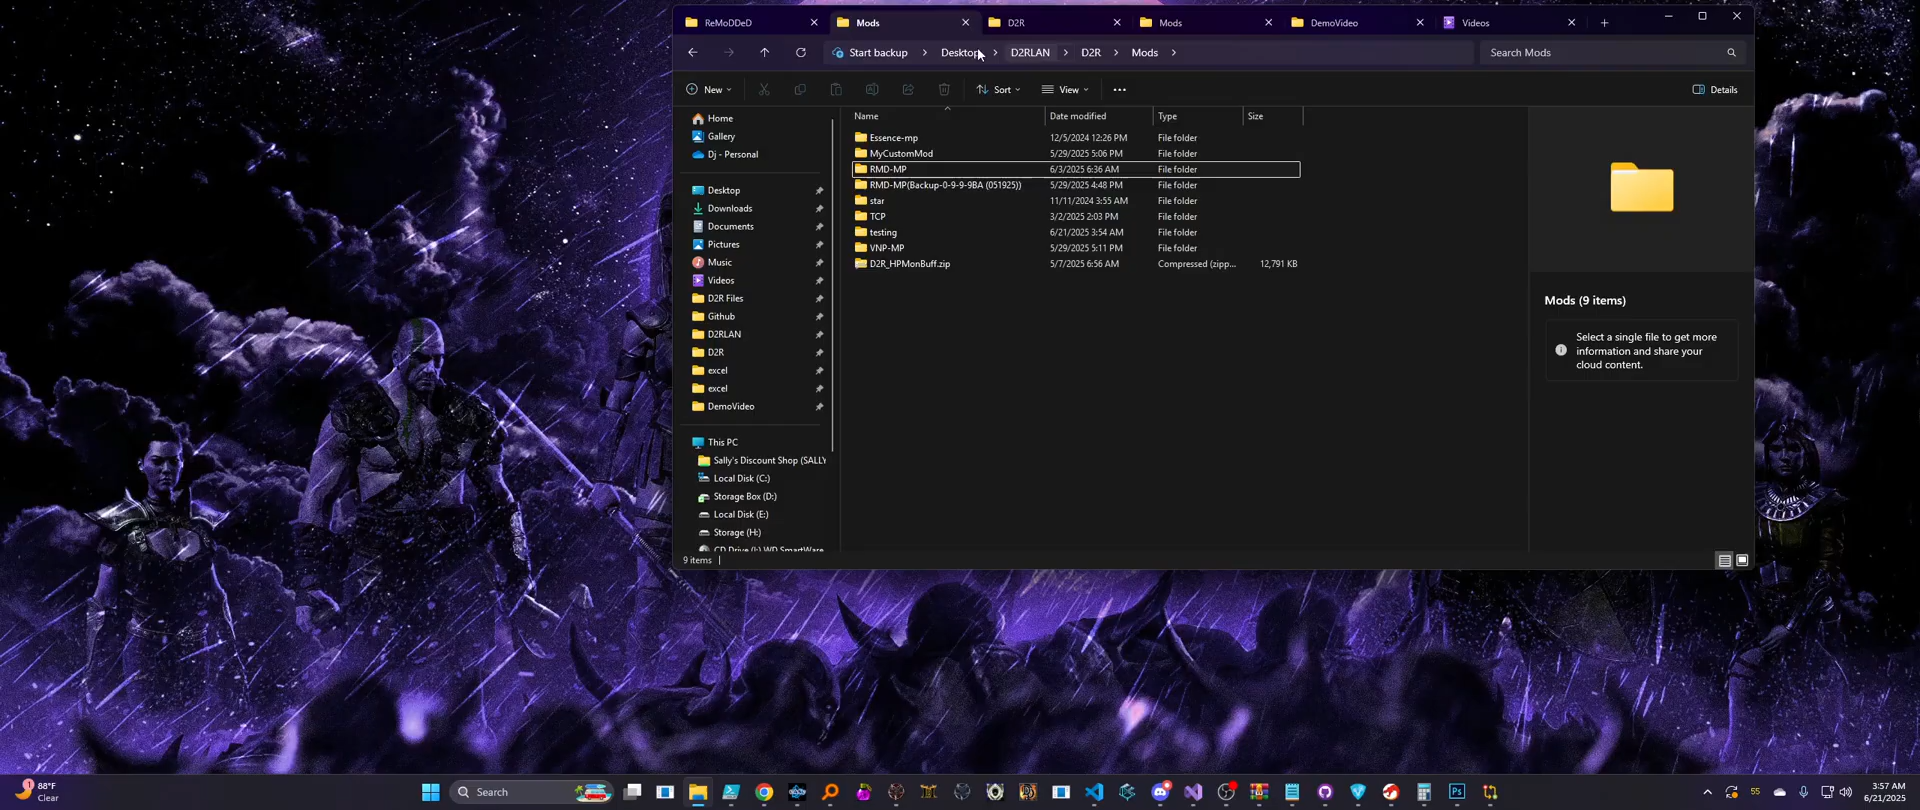 ReMoDDeD
Mods
D2R
Mods
DemoVideo
Videos
Start backup > Desktop > D2RLAN > D2R > Mods >
Search Mods
New
Sort
View
Details
Name
Date modified
Type
Size
Home
Gallery
Dj - Personal
Desktop
Downloads
Documents
Pictures
Music
Videos
D2R Files
Github
D2RLAN
D2R
excel
excel
DemoVideo
This PC
Sally's Discount Shop (SALLY
Local Disk (C:)
Storage Box (D:)
Local Disk (E:)
Storage (H:)
CD Drive (I:) WD SmartWare
Essence-mp 12/5/2024 12:26 PM File folder
MyCustomMod 5/29/2025 5:06 PM File folder
RMD-MP 6/3/2025 6:36 AM File folder
RMD-MP(Backup-0-9-9-9BA (051925)) 5/29/2025 4:48 PM File folder
star 11/11/2024 3:55 AM File folder
TCP 3/2/2025 2:03 PM File folder
testing 6/21/2025 3:54 AM File folder
VNP-MP 5/29/2025 5:11 PM File folder
D2R_HPMonBuff.zip 5/7/2025 6:56 AM Compressed (zipp... 12,791 KB
Mods (9 items)
Select a single file to get more
information and share your
cloud content.
9 items
88°F
Clear
Search
55
3:57 AM
6/21/2025